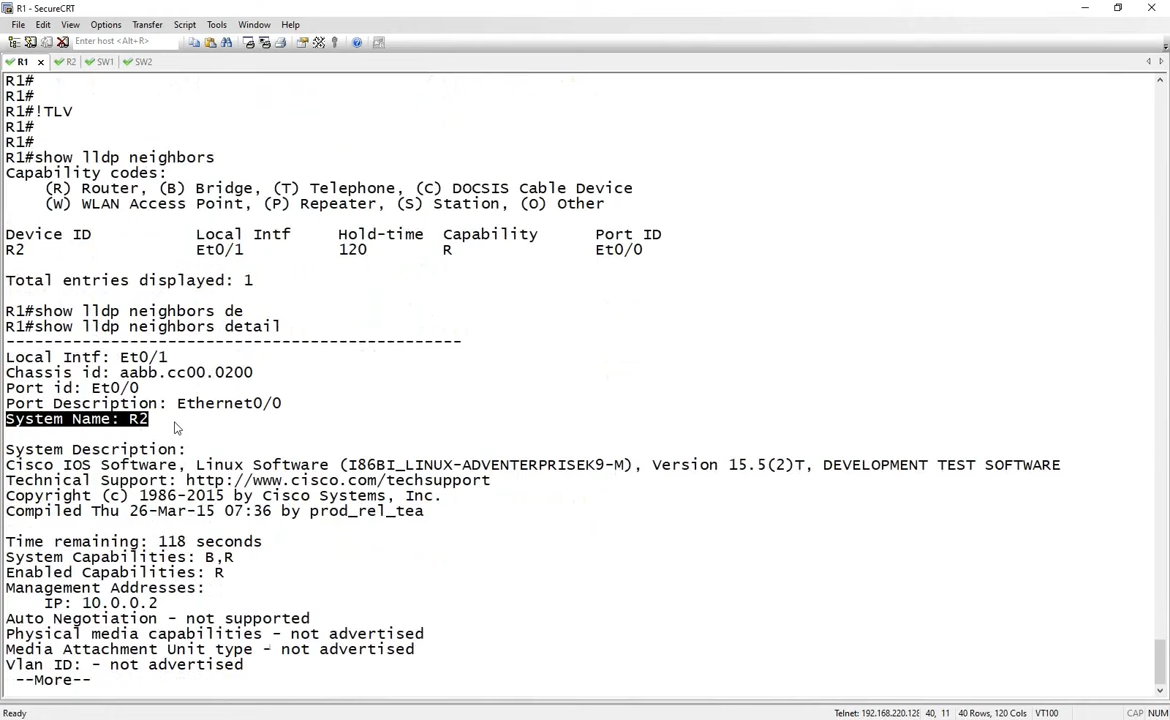 R1 - SecureCRT
File Edit View Options Transfer Script Tools Window Help
Enter host <Alt+R>
R1 R2 SW1 SW2
R1#
R1#
R1#!TLV
R1#
R1#
R1#show lldp neighbors
Capability codes:
(R) Router, (B) Bridge, (T) Telephone, (C) DOCSIS Cable Device
(W) WLAN Access Point, (P) Repeater, (S) Station, (O) Other
Device ID Local Intf Hold-time Capability Port ID
R2 Et0/1 120 R Et0/0
Total entries displayed: 1
R1#show lldp neighbors de
R1#show lldp neighbors detail
------------------------------------------------
Local Intf: Et0/1
Chassis id: aabb.cc00.0200
Port id: Et0/0
Port Description: Ethernet0/0
System Name: R2
System Description:
Cisco IOS Software, Linux Software (I86BI_LINUX-ADVENTERPRISEK9-M), Version 15.5(2)T, DEVELOPMENT TEST SOFTWARE
Technical Support: http://www.cisco.com/techsupport
Copyright (c) 1986-2015 by Cisco Systems, Inc.
Compiled Thu 26-Mar-15 07:36 by prod_rel_tea
Time remaining: 118 seconds
System Capabilities: B,R
Enabled Capabilities: R
Management Addresses:
IP: 10.0.0.2
Auto Negotiation - not supported
Physical media capabilities - not advertised
Media Attachment Unit type - not advertised
Vlan ID: - not advertised
--More--
Ready Telnet: 192.168.220.128 40, 11 40 Rows, 120 Cols VT100 CAP NUM